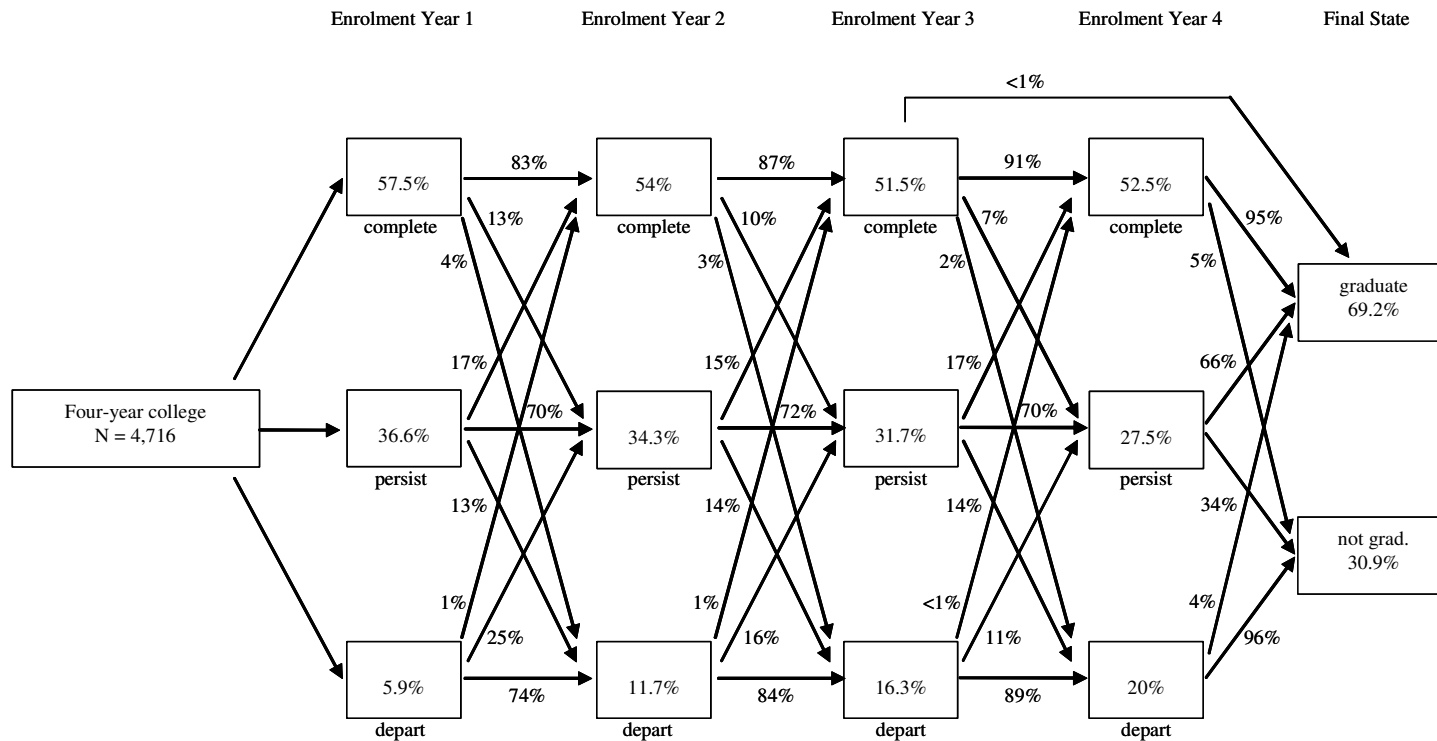 Enrolment Year 1
Enrolment Year 2
Enrolment Year 3
Enrolment Year 4
Final State
<1%
83%
87%
91%
57.5%
54%
51.5%
52.5%
complete
complete
complete
complete
13%
10%
7%
95%
4%
3%
2%
5%
graduate
69.2%
17%
15%
17%
66%
Four-year college
N = 4,716
70%
72%
70%
36.6%
34.3%
31.7%
27.5%
persist
persist
persist
persist
13%
14%
14%
34%
not grad.
30.9%
1%
1%
<1%
4%
25%
16%
11%
96%
5.9%
11.7%
16.3%
20%
74%
84%
89%
depart
depart
depart
depart